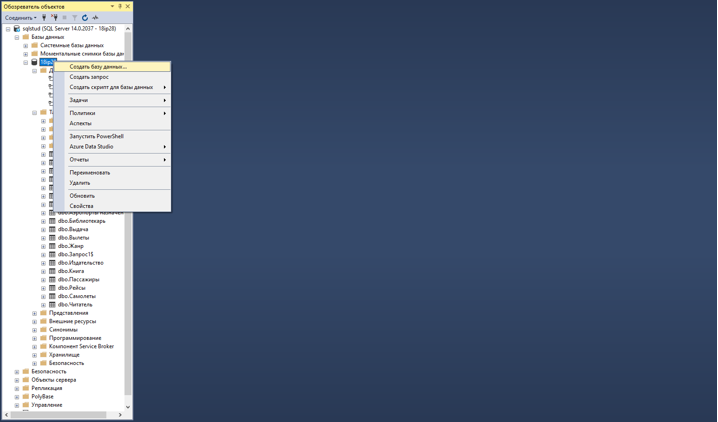 Обозреватель объектов
Соединить
sqlstud (SQL Server 14.0.2037 - 18ip28)
Базы данных
Системные базы данных
Моментальные снимки базы дан
18ip28
Создать базу данных...
Создать запрос
Создать скрипт для базы данных
Задачи
Политики
Аспекты
Запустить PowerShell
Azure Data Studio
Отчеты
Переименовать
Удалить
Обновить
Свойства
dbo.Аэропорты назначен
dbo.Библиотекарь
dbo.Выдача
dbo.Вылеты
dbo.Жанр
dbo.Запрос1$
dbo.Издательство
dbo.Книга
dbo.Пассажиры
dbo.Рейсы
dbo.Самолеты
dbo.Читатель
Представления
Внешние ресурсы
Синонимы
Программирование
Компонент Service Broker
Хранилище
Безопасность
Безопасность
Объекты сервера
Репликация
PolyBase
Управление